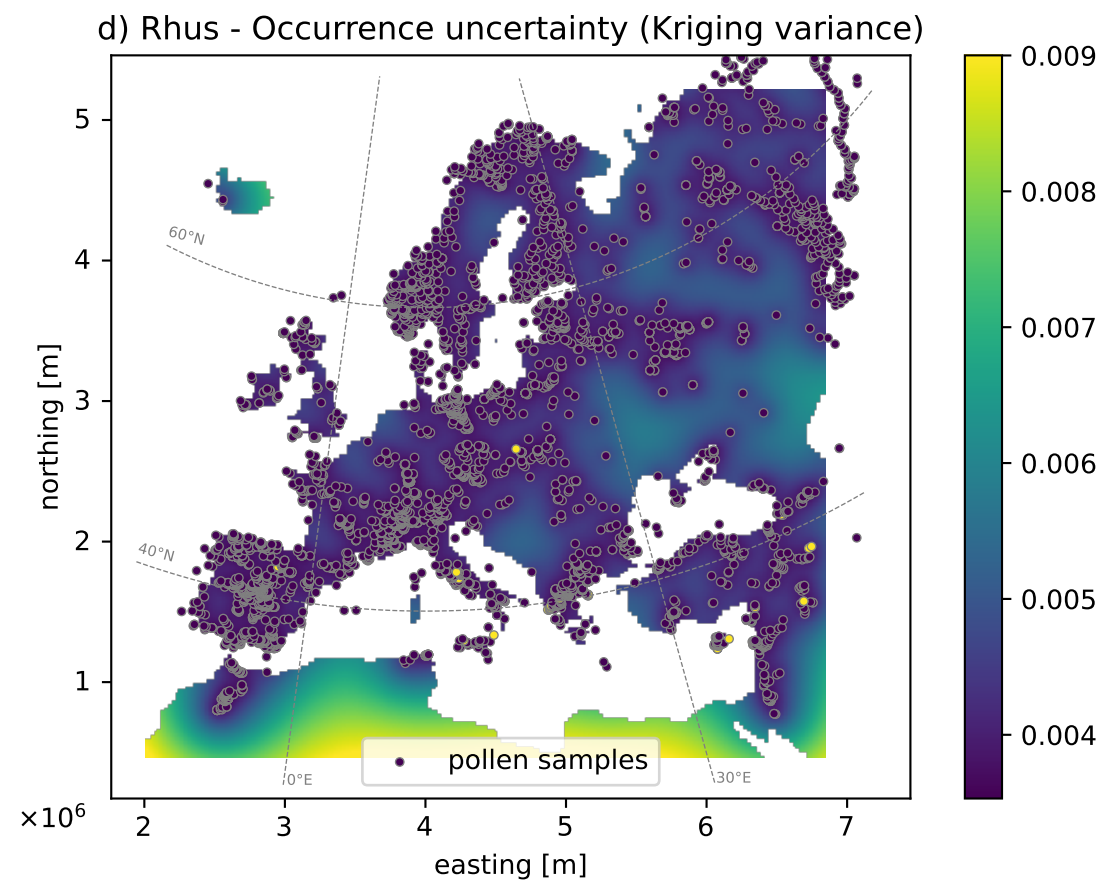 d) Rhus - Occurrence uncertainty (Kriging variance)
0.009
0.008
0.007
0.006
0.005
0.004
5
4
3
2
1
northing [m]
60°N
40°N
0°E
30°E
pollen samples
×10⁶
2 3 4 5 6 7
easting [m]